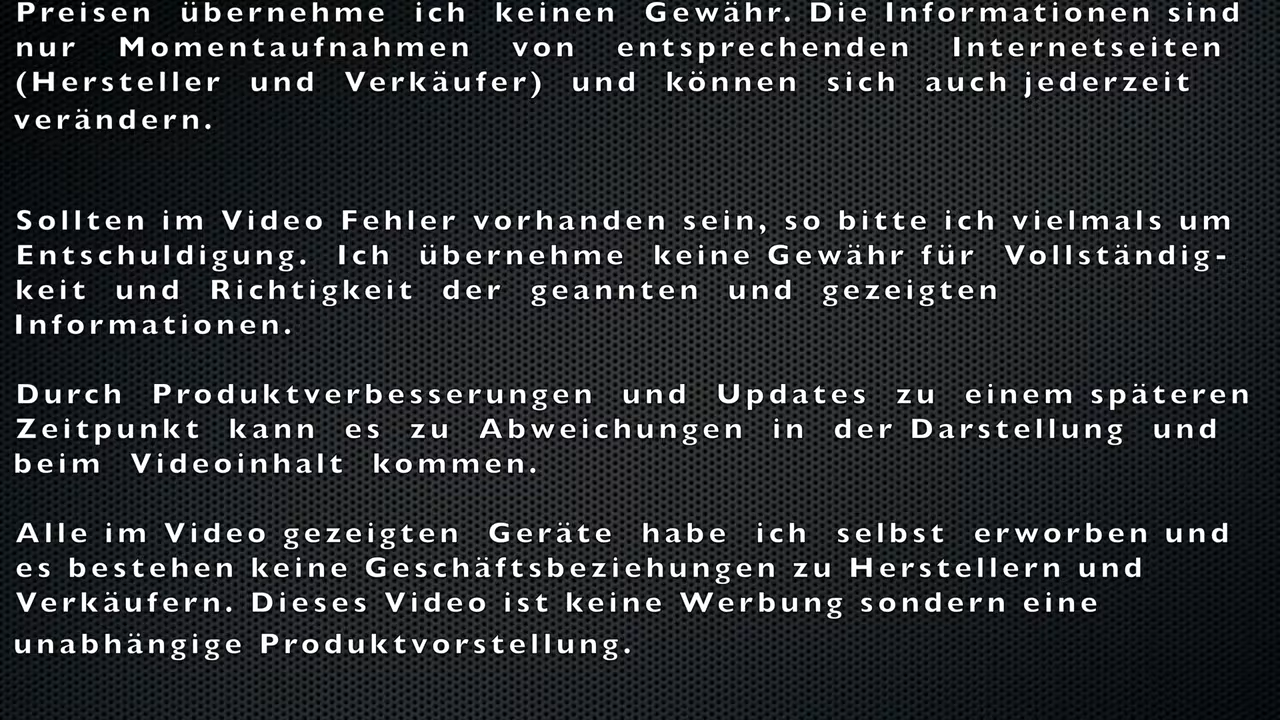 Preisen übernehme ich keinen Gewähr. Die Informationen sind
nur Momentaufnahmen von entsprechenden Internetseiten
(Hersteller und Verkäufer) und können sich auch jederzeit
verändern.
Sollten im Video Fehler vorhanden sein, so bitte ich vielmals um
Entschuldigung. Ich übernehme keine Gewähr für Vollständig-
keit und Richtigkeit der geannten und gezeigten
Informationen.
Durch Produktverbesserungen und Updates zu einem späteren
Zeitpunkt kann es zu Abweichungen in der Darstellung und
beim Videoinhalt kommen.
Alle im Video gezeigten Geräte habe ich selbst erworben und
es bestehen keine Geschäftsbeziehungen zu Herstellern und
Verkäufern. Dieses Video ist keine Werbung sondern eine
unabhängige Produktvorstellung.